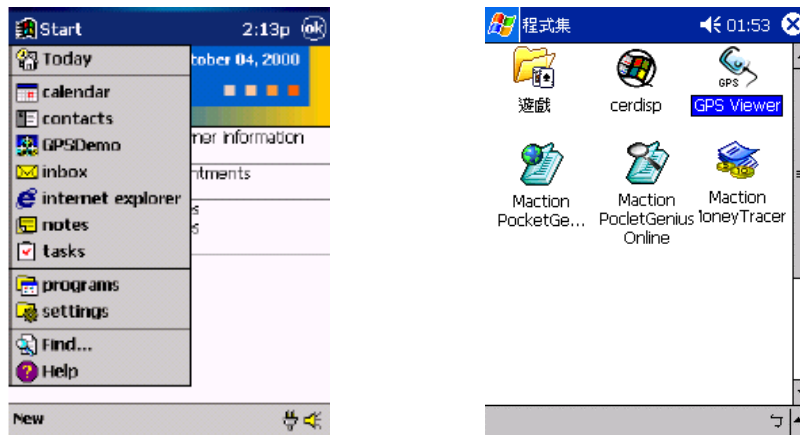 Start 2:13p ok
Today
tober 04, 2000
calendar
contacts
ner information
GPSDemo
inbox
ntments
internet explorer
s
notes
s
tasks
programs
settings
Find...
Help
New
程式集 01:53
GPS
遊戲 cerdisp GPS Viewer
Maction PocketGe...
Maction PocletGenius Online
Maction 1oneyTracer
ㄅ